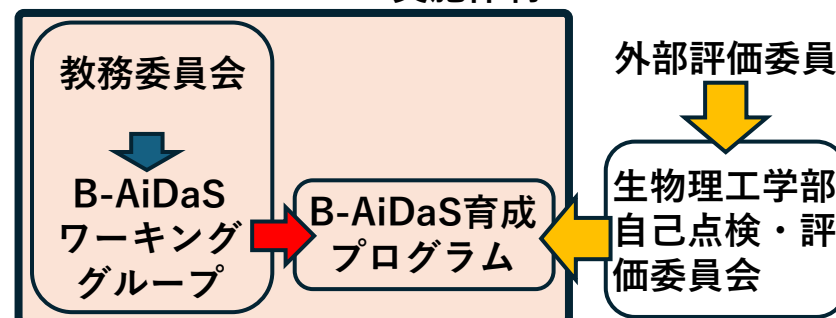 教務委員会
B-AiDaS
ワーキング
グループ
B-AiDaS育成
プログラム
外部評価委員
生物理工学部
自己点検・評
価委員会